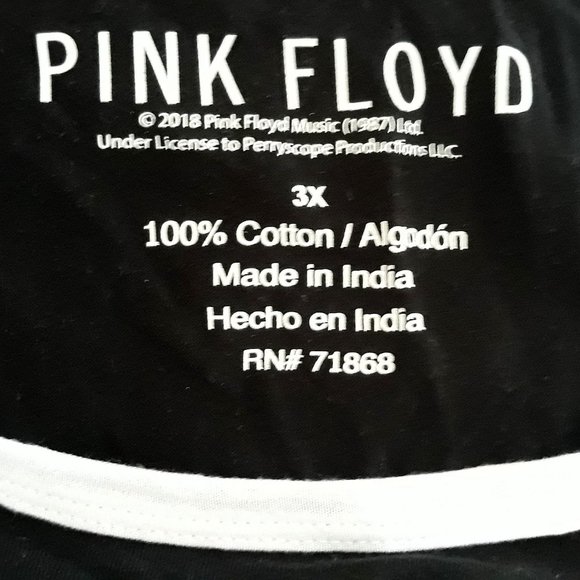 PINK FLOYD
© 2018 Pink Floyd Music (1987) Ltd.
Under License to Perryscope Productions LLC.
3X
100% Cotton / Algodón
Made in India
Hecho en India
RN# 71868